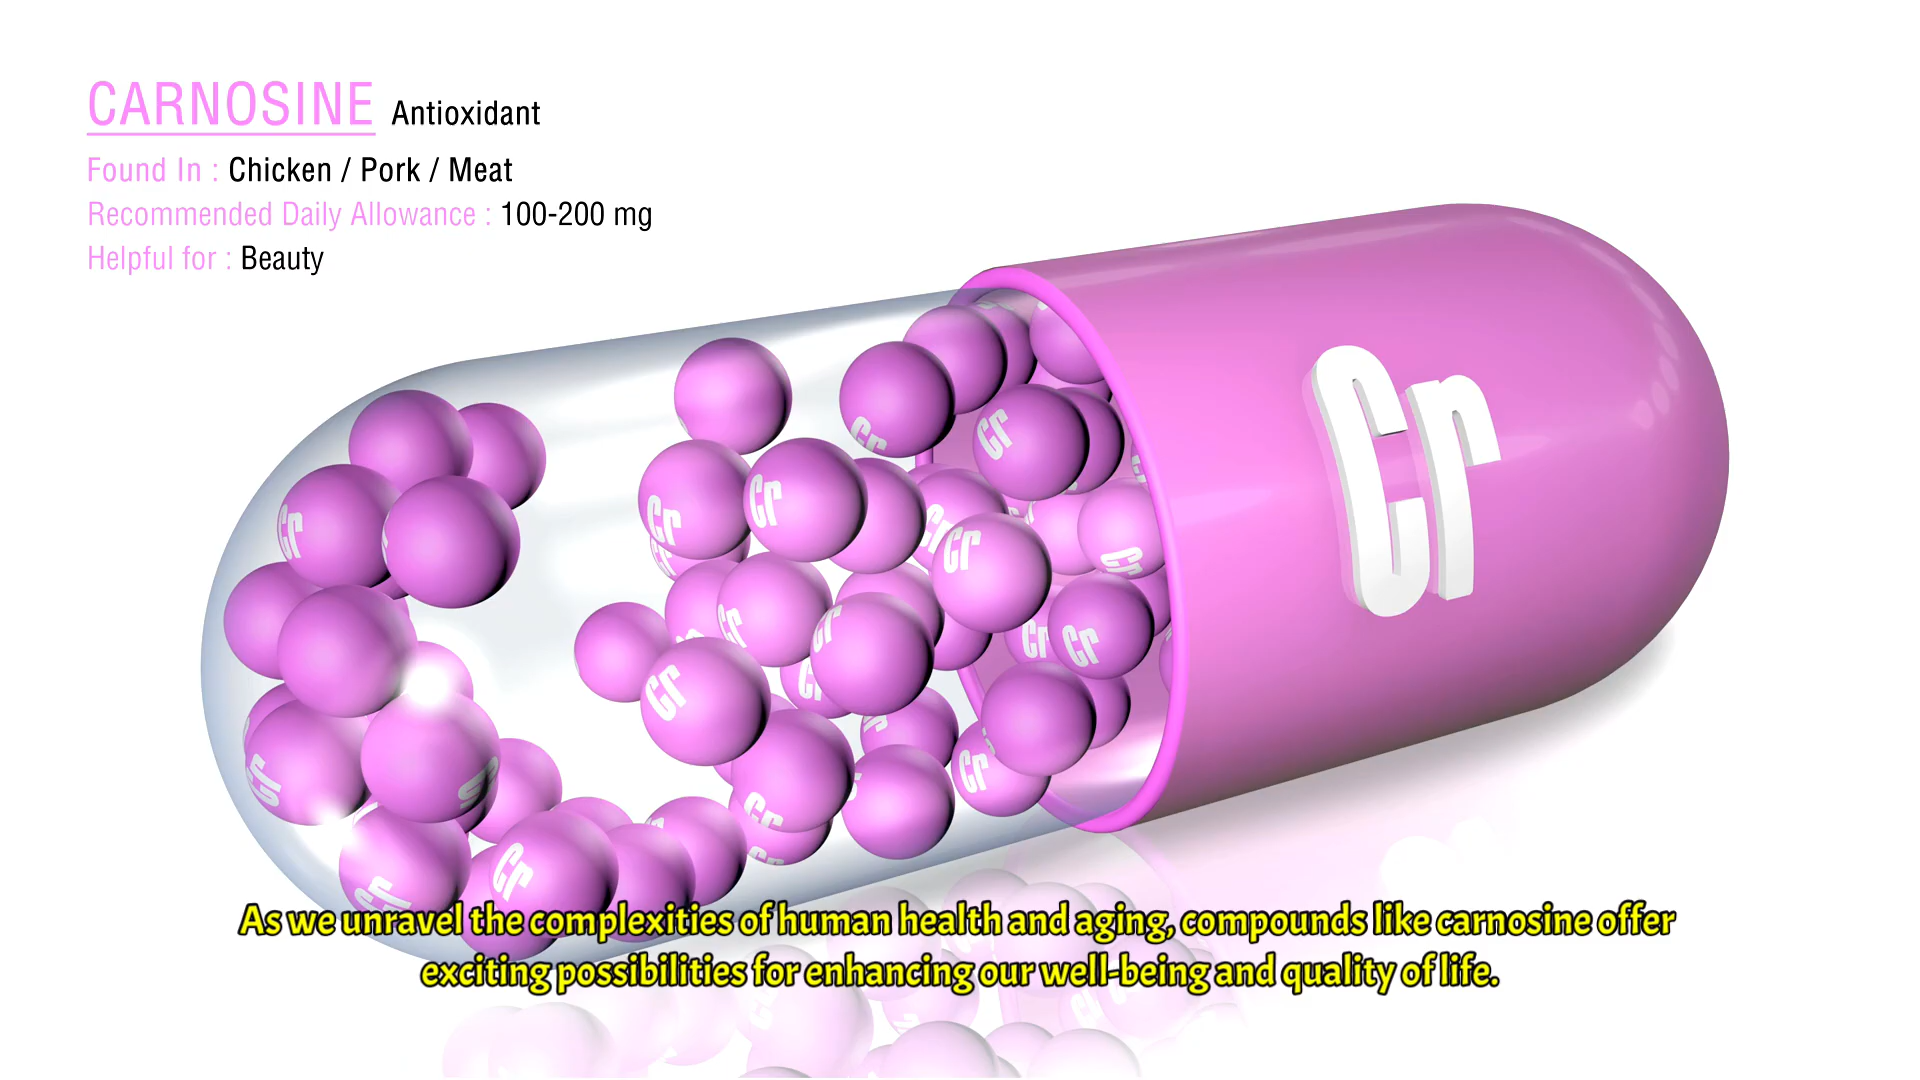 CARNOSINE Antioxidant
Found In : Chicken / Pork / Meat
Recommended Daily Allowance : 100-200 mg
Helpful for : Beauty
Cr
As we unravel the complexities of human health and aging, compounds like carnosine offer
exciting possibilities for enhancing our well-being and quality of life.